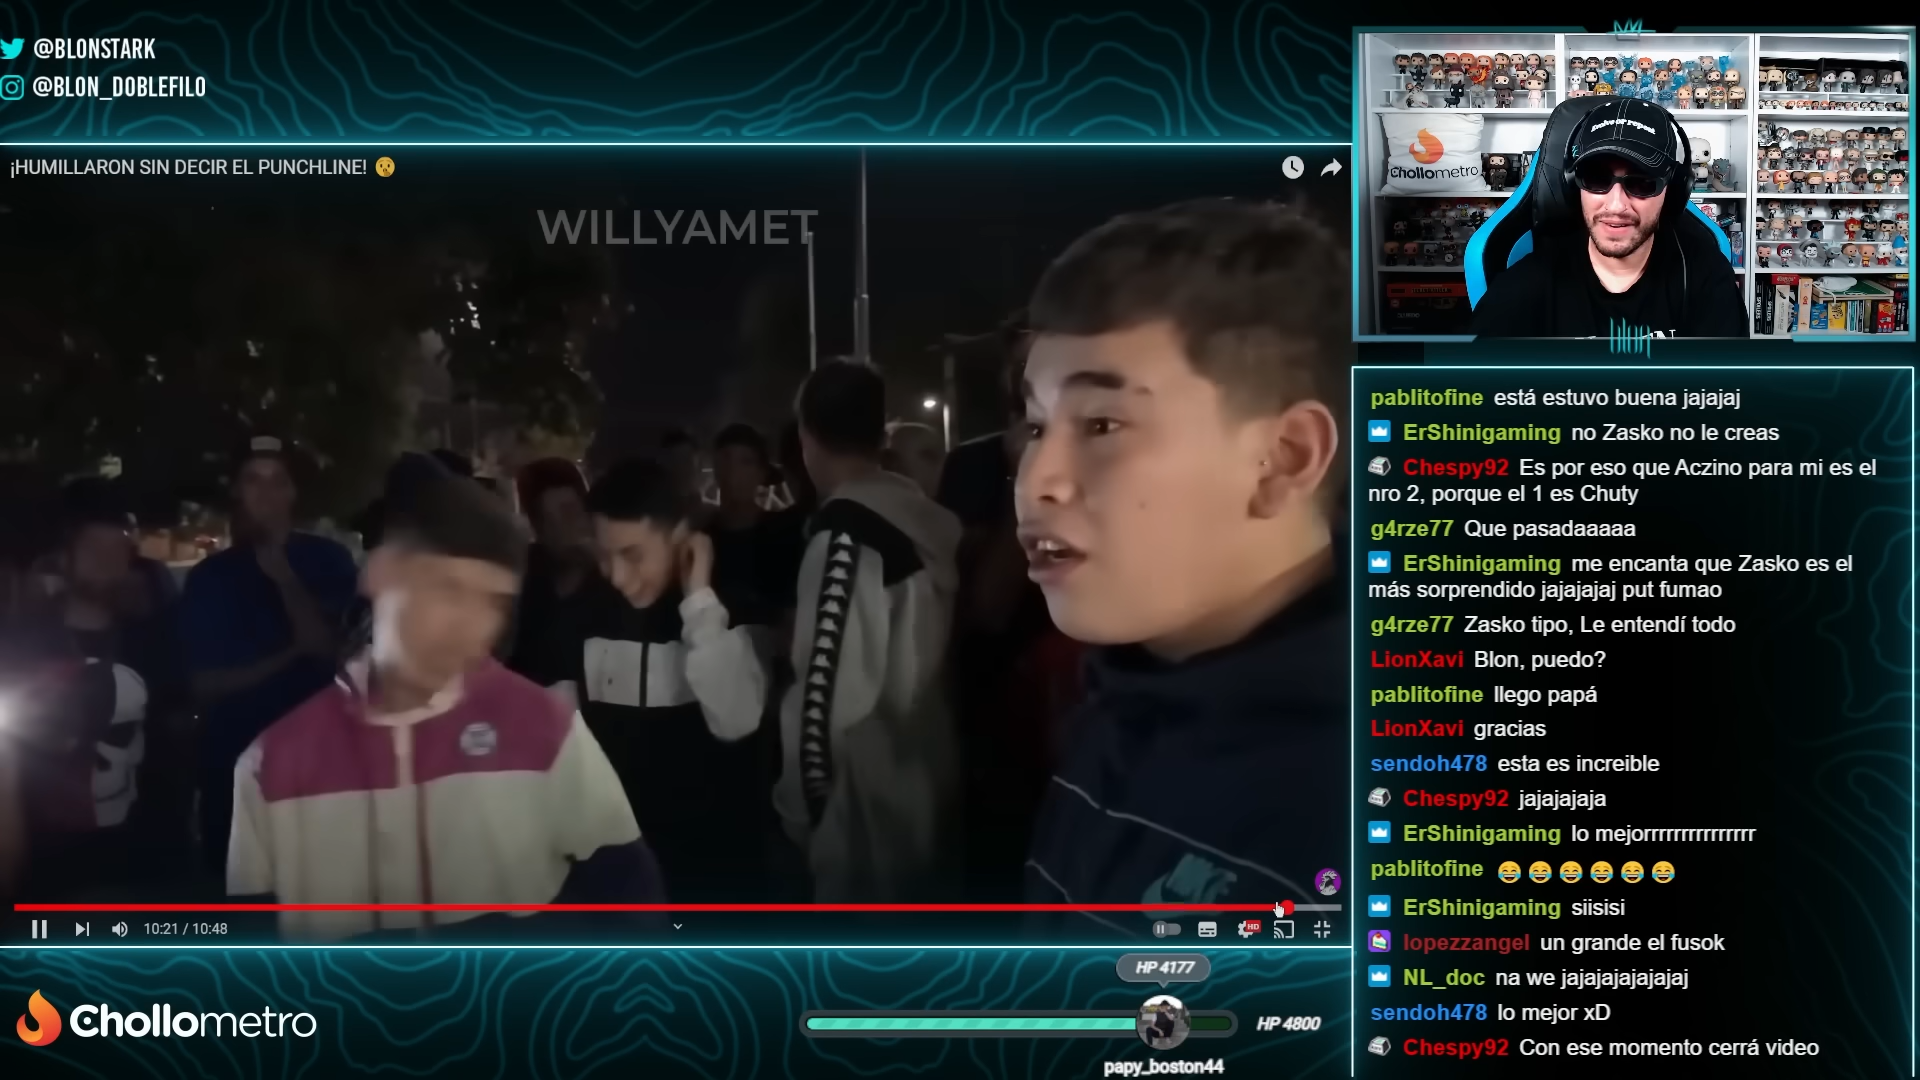 @BLONSTARK
@BLON_DOBLEFILO
¡HUMILLARON SIN DECIR EL PUNCHLINE!
WILLYAMET
Chollometro
pablitofine está estuvo buena jajajaj
ErShinigaming no Zasko no le creas
Chespy92 Es por eso que Aczino para mi es el
nro 2, porque el 1 es Chuty
g4rze77 Que pasadaaaaa
ErShinigaming me encanta que Zasko es el
más sorprendido jajajajaj put fumao
g4rze77 Zasko tipo, Le entendí todo
LionXavi Blon, puedo?
pablitofine llego papá
LionXavi gracias
sendoh478 esta es increible
Chespy92 jajajajaja
ErShinigaming lo mejorrrrrrrrrrrrrrr
pablitofine 😂 😂 😂 😂 😂 😂
ErShinigaming siisisi
lopezzangel un grande el fusok
NL_doc na we jajajajajajajaj
sendoh478 lo mejor xD
Chespy92 Con ese momento cerrá video
10:21 / 10:48
HD
HP 4177
HP 4800
papy_boston44
Chollometro